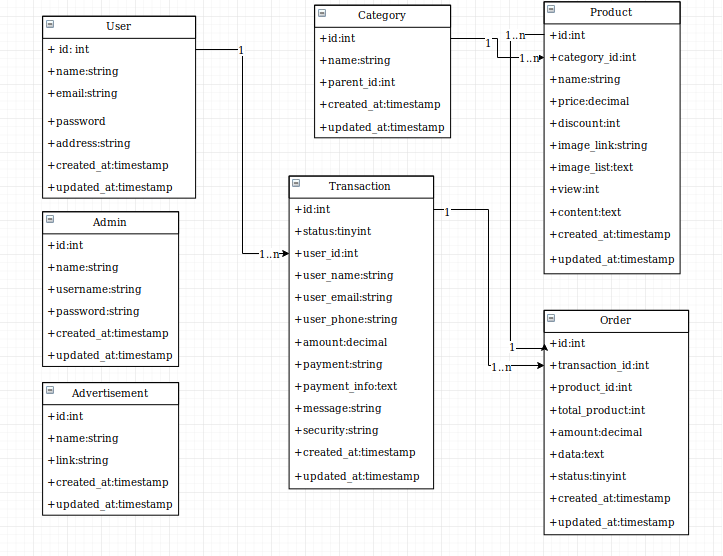 User
+ id: int
+name:string
+email:string
+password
+address:string
+created_at:timestamp
+updated_at:timestamp
Admin
+id:int
+name:string
+username:string
+password:string
+created_at:timestamp
+updated_at:timestamp
Advertisement
+id:int
+name:string
+link:string
+created_at:timestamp
+updated_at:timestamp
Category
+id:int
+name:string
+parent_id:int
+created_at:timestamp
+updated_at:timestamp
Transaction
+id:int
+status:tinyint
+user_id:int
+user_name:string
+user_email:string
+user_phone:string
+amount:decimal
+payment:string
+payment_info:text
+message:string
+security:string
+created_at:timestamp
+updated_at:timestamp
Product
+id:int
+category_id:int
+name:string
+price:decimal
+discount:int
+image_link:string
+image_list:text
+view:int
+content:text
+created_at:timestamp
+updated_at:timestamp
Order
+id:int
+transaction_id:int
+product_id:int
+total_product:int
+amount:decimal
+data:text
+status:tinyint
+created_at:timestamp
+updated_at:timestamp
1
1..n
1
1..n
1..n
1
1
1..n